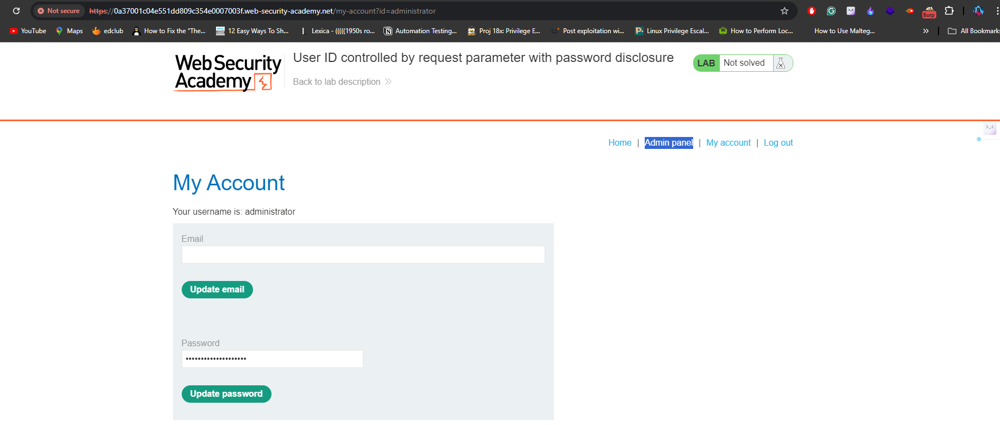 Not secure https://0a37001c04e551dd809c354e0007003f.web-security-academy.net/my-account?id=administrator
Burp
YouTube Maps edclub How to Fix the “The... 12 Easy Ways To Sh... Lexica - (((((1950s ro... Automation Testing,... Proj 18x: Privilege E... Post exploitation wi... Linux Privilege Escal... How to Perform Loc... How to Use Malteg... » All Bookmarks
Web Security
Academy
User ID controlled by request parameter with password disclosure
Back to lab description
LAB Not solved
Home | Admin panel | My account | Log out
My Account
Your username is: administrator
Email
Update email
Password
••••••••••••••••••••
Update password